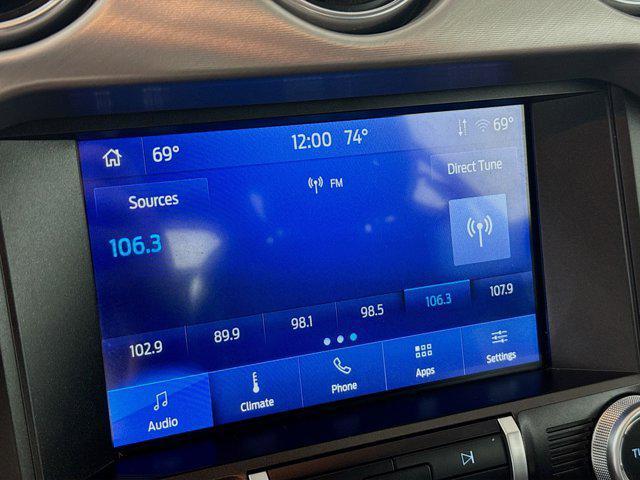 69° 12:00 74° 69°
Sources FM Direct Tune
106.3
102.9 89.9 98.1 98.5 106.3 107.9
Audio Climate Phone Apps Settings